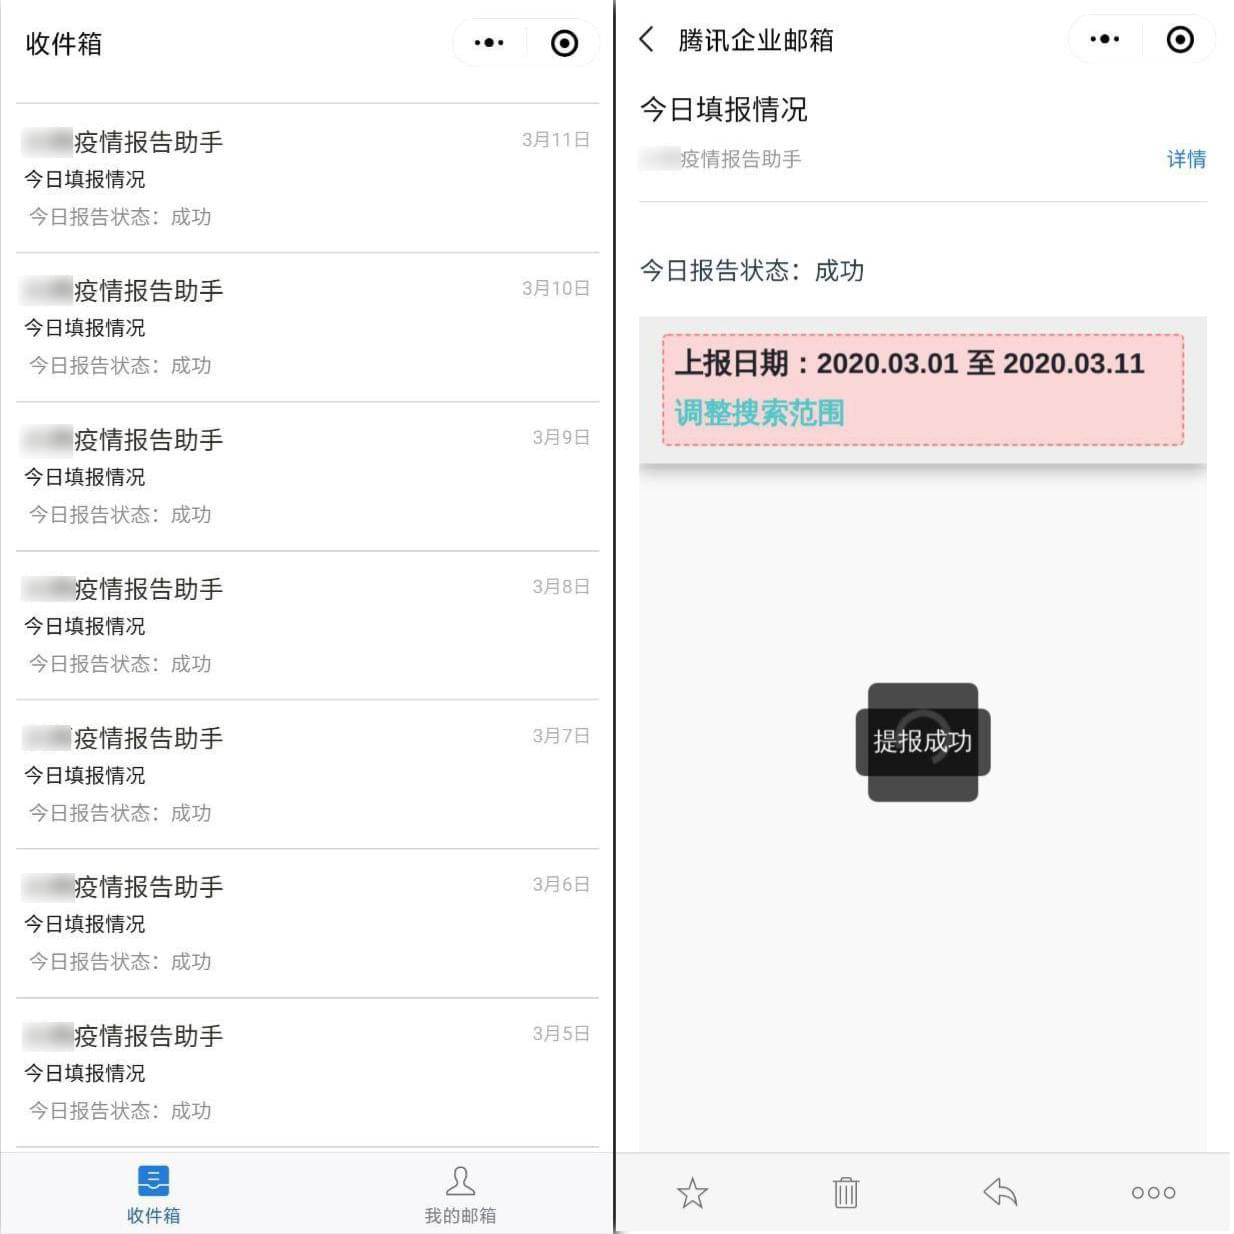 收件箱
疫情报告助手
3月11日
今日填报情况
今日报告状态：成功
疫情报告助手
3月10日
今日填报情况
今日报告状态：成功
疫情报告助手
3月9日
今日填报情况
今日报告状态：成功
疫情报告助手
3月8日
今日填报情况
今日报告状态：成功
疫情报告助手
3月7日
今日填报情况
今日报告状态：成功
疫情报告助手
3月6日
今日填报情况
今日报告状态：成功
疫情报告助手
3月5日
今日填报情况
今日报告状态：成功
收件箱
我的邮箱
腾讯企业邮箱
今日填报情况
疫情报告助手
详情
今日报告状态：成功
上报日期：2020.03.01 至 2020.03.11
调整搜索范围
提报成功